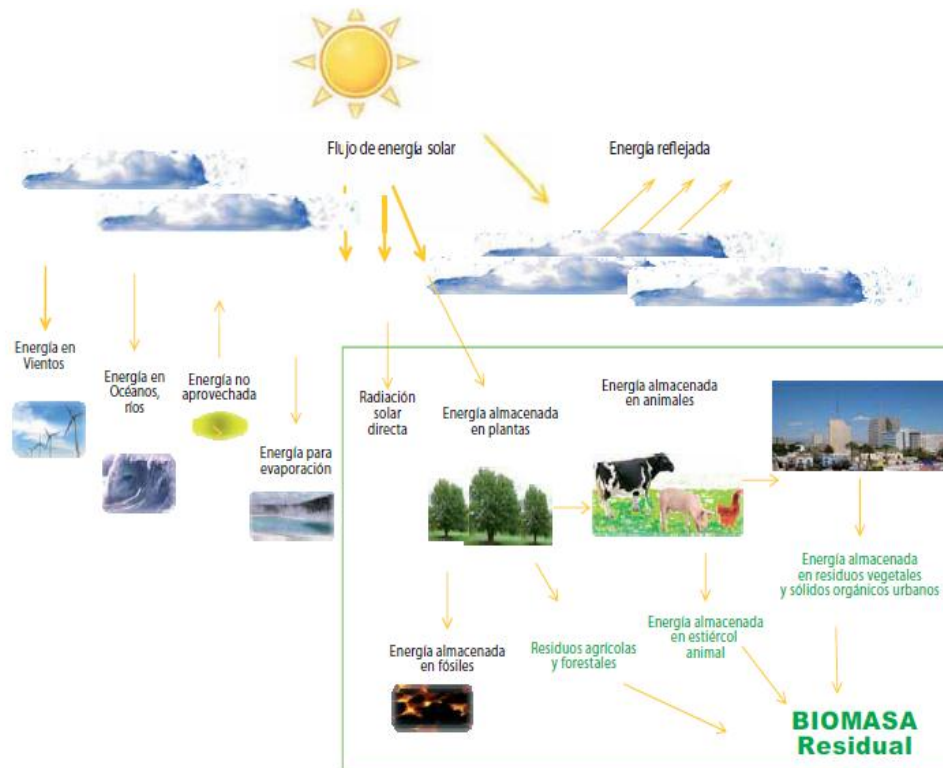 Flujo de energía solar
Energía reflejada
Energía en
Vientos
Energía en
Océanos,
ríos
Energía no
aprovechada
Energía para
evaporación
Radiación
solar
directa
Energía almacenada
en plantas
Energía almacenada
en animales
Energía almacenada
en residuos vegetales
y sólidos orgánicos urbanos
Energía almacenada
en fósiles
Residuos agrícolas
y forestales
Energía almacenada
en estiércol
animal
BIOMASA
Residual